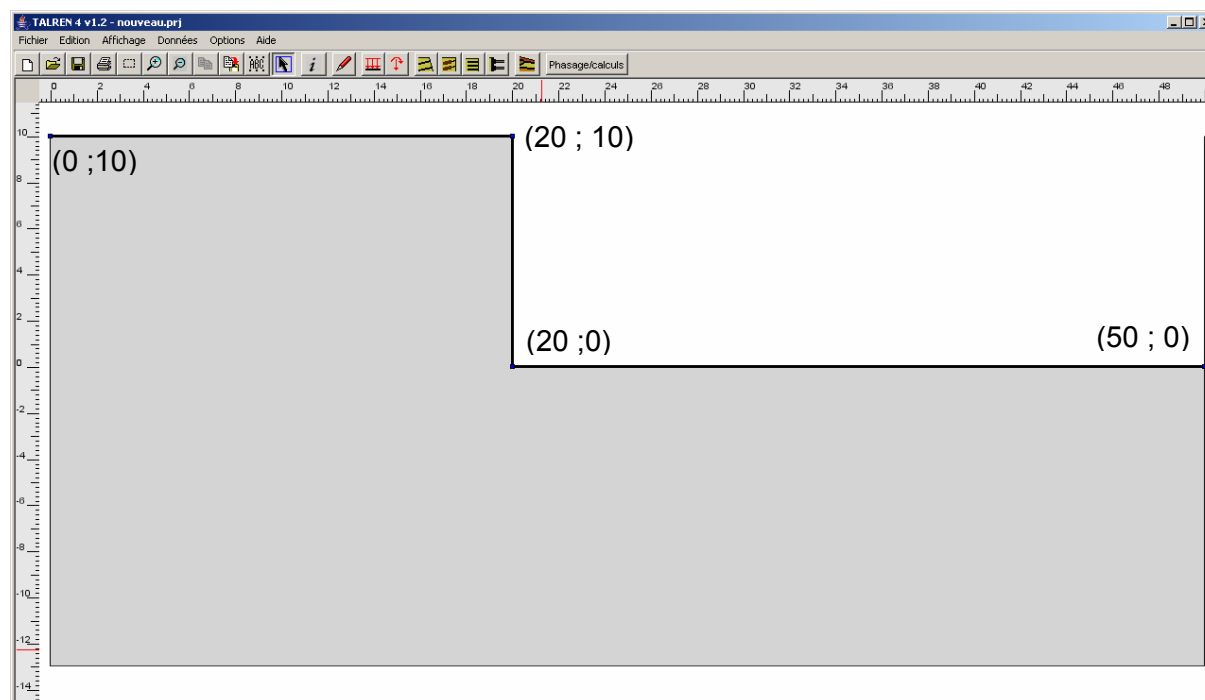 TALREN 4 v1.2 - nouveau.prj
Fichier Edition Affichage Données Options Aide
ABC i Phasage/calculs
0 2 4 6 8 10 12 14 16 18 20 22 24 26 28 30 32 34 36 38 40 42 44 46 48
10
(20 ; 10)
(0 ;10)
8
6
4
2
(20 ;0)
(50 ; 0)
0
-2
-4
-6
-8
-10
-12
-14